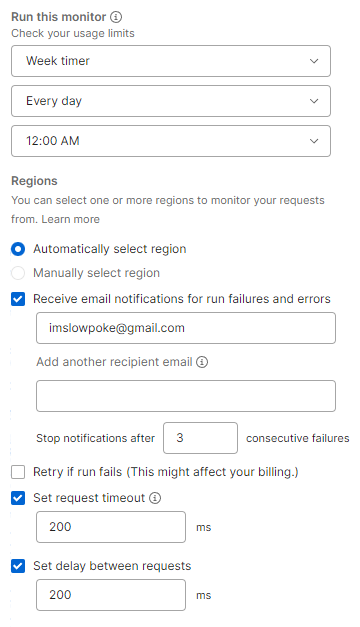 Run this monitor
Check your usage limits
Week timer
Every day
12:00 AM
Regions
You can select one or more regions to monitor your requests
from. Learn more
Automatically select region
Manually select region
Receive email notifications for run failures and errors
imslowpoke@gmail.com
Add another recipient email
Stop notifications after 3 consecutive failures
Retry if run fails (This might affect your billing.)
Set request timeout
200 ms
Set delay between requests
200 ms